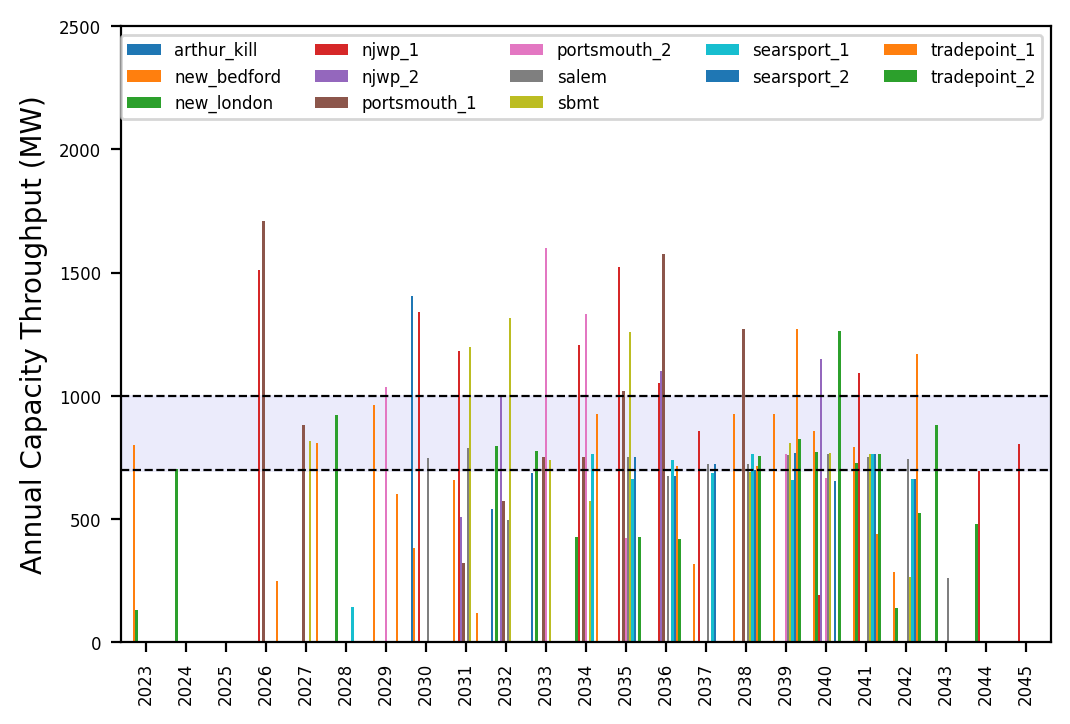 Annual Capacity Throughput (MW)
2500
2000
1500
1000
500
0
arthur_kill njwp_1 portsmouth_2 searsport_1 tradepoint_1
new_bedford njwp_2 salem searsport_2 tradepoint_2
new_london portsmouth_1 sbmt
2023 2024 2025 2026 2027 2028 2029 2030 2031 2032 2033 2034 2035 2036 2037 2038 2039 2040 2041 2042 2043 2044 2045